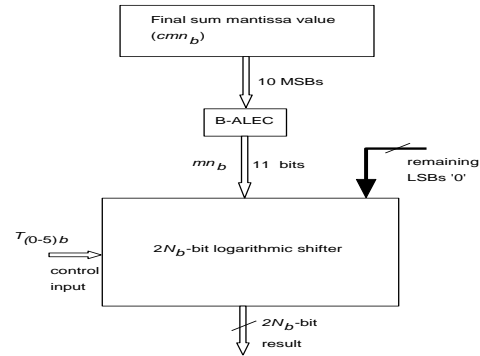 Final sum mantissa value
(cmn_b)
10 MSBs
B-ALEC
mn_b 11 bits
remaining
LSBs '0'
T_(0-5)b
control
input
2N_b-bit logarithmic shifter
2N_b-bit
result